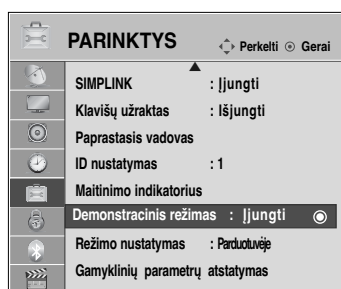 PARINKTYS Perkelti Gerai
SIMPLINK : Įjungti
Klavišų užraktas : Išjungti
Paprastasis vadovas
ID nustatymas : 1
Maitinimo indikatorius
Demonstracinis režimas : Įjungti
Režimo nustatymas : Parduotuvėje
Gamyklinių parametrų atstatymas